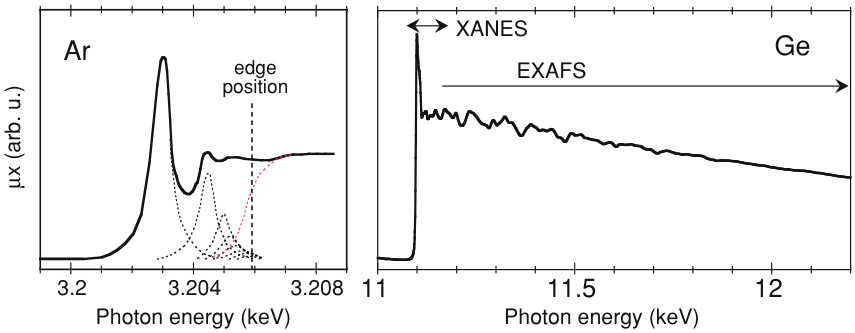 Ar
edge
position
μx (arb. u.)
3.2
3.204
3.208
Photon energy (keV)
XANES
Ge
EXAFS
11
11.5
12
Photon energy (keV)